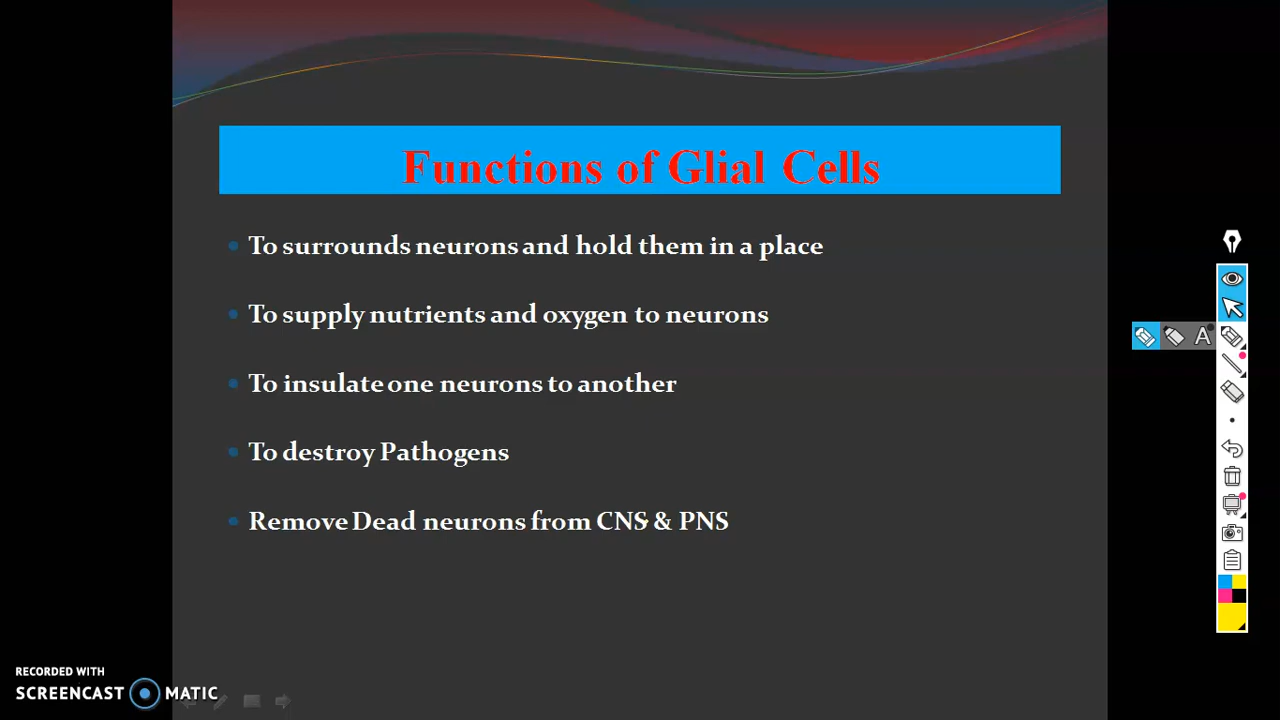 Functions of Glial Cells
To surrounds neurons and hold them in a place
To supply nutrients and oxygen to neurons
To insulate one neurons to another
To destroy Pathogens
Remove Dead neurons from CNS & PNS
A
RECORDED WITH
SCREENCAST MATIC